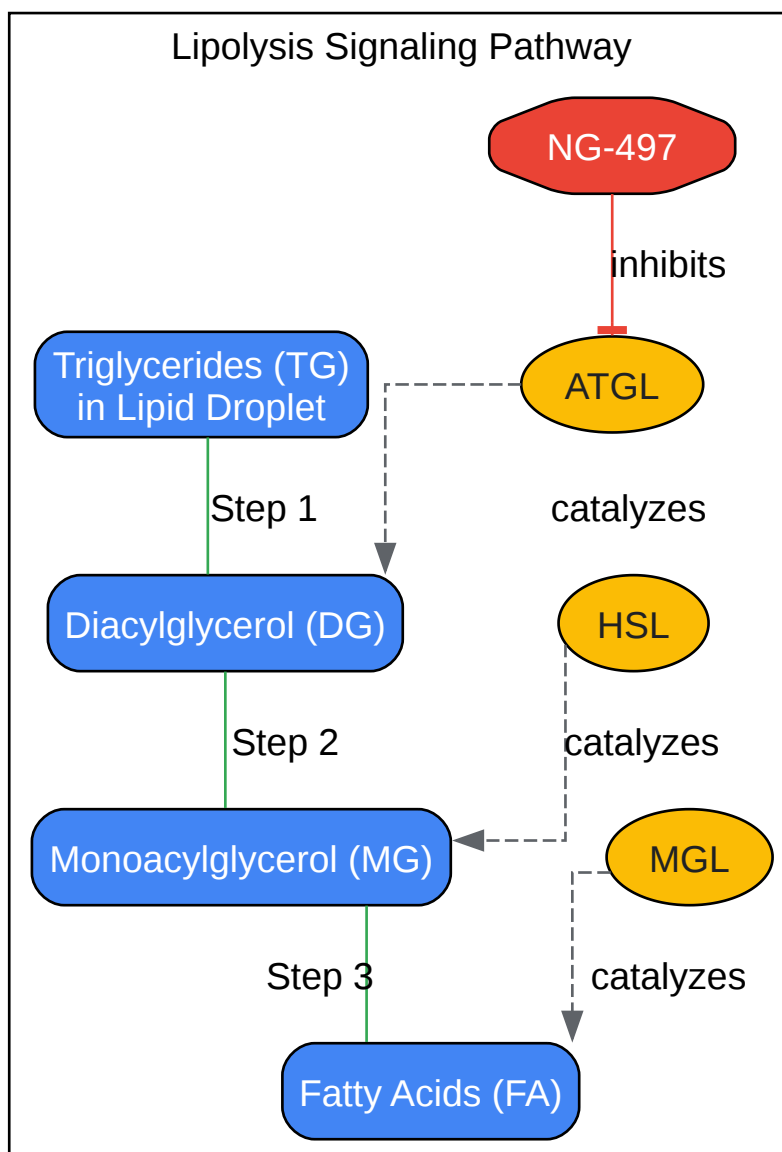 Lipolysis Signaling Pathway
NG-497
inhibits
Triglycerides (TG)
in Lipid Droplet
ATGL
Step 1
catalyzes
Diacylglycerol (DG)
HSL
Step 2
catalyzes
Monoacylglycerol (MG)
MGL
Step 3
catalyzes
Fatty Acids (FA)